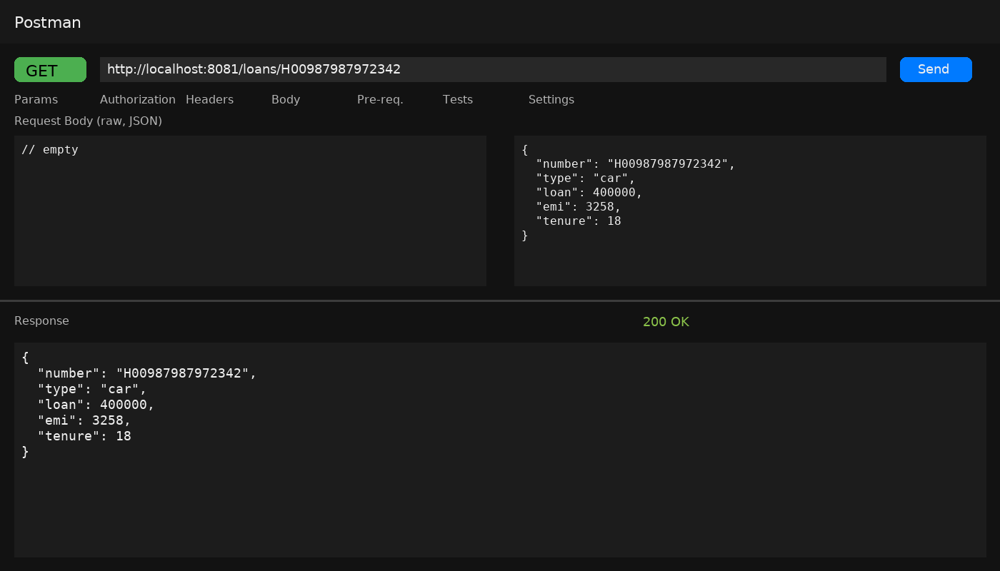 Postman
GET http://localhost:8081/loans/H00987987972342 Send
Params Authorization Headers Body Pre-req. Tests Settings
Request Body (raw, JSON)
// empty
{
  "number": "H00987987972342",
  "type": "car",
  "loan": 400000,
  "emi": 3258,
  "tenure": 18
}
Response 200 OK
{
  "number": "H00987987972342",
  "type": "car",
  "loan": 400000,
  "emi": 3258,
  "tenure": 18
}